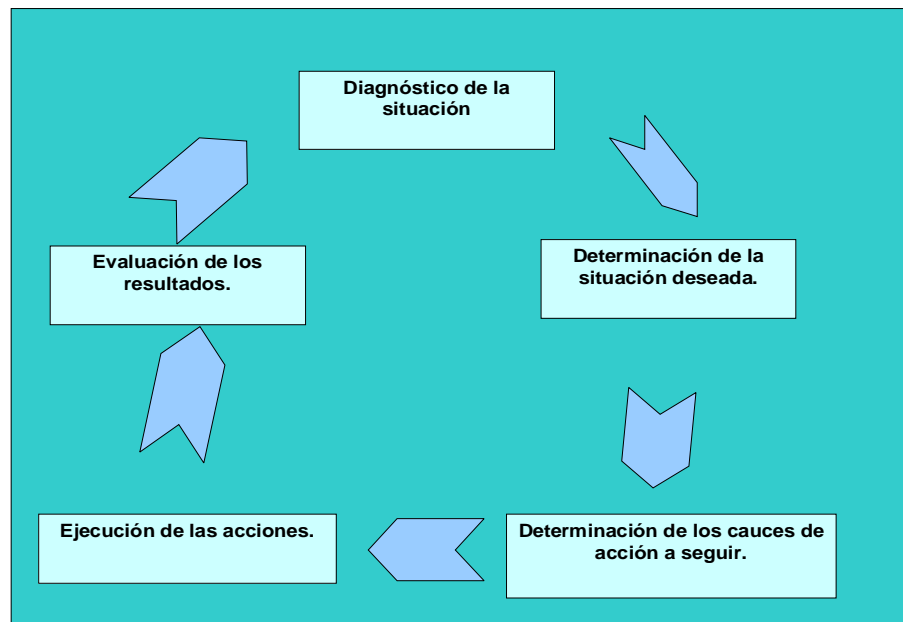 Diagnóstico de la
situación
Determinación de la
situación deseada.
Determinación de los cauces de
acción a seguir.
Ejecución de las acciones.
Evaluación de los
resultados.